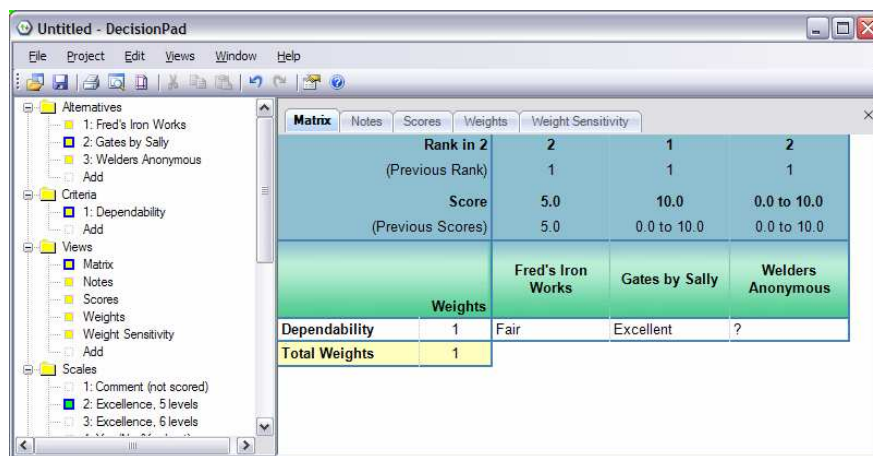 Untitled - DecisionPad
File Project Edit Views Window Help
Alternatives
1: Fred's Iron Works
2: Gates by Sally
3: Welders Anonymous
Add
Criteria
1: Dependability
Add
Views
Matrix
Notes
Scores
Weights
Weight Sensitivity
Add
Scales
1: Comment (not scored)
2: Excellence, 5 levels
3: Excellence, 6 levels
Matrix Notes Scores Weights Weight Sensitivity
Rank in 2 2 1 2
(Previous Rank) 1 1 1
Score 5.0 10.0 0.0 to 10.0
(Previous Scores) 5.0 0.0 to 10.0 0.0 to 10.0
Weights Fred's Iron Works Gates by Sally Welders Anonymous
Dependability 1 Fair Excellent ?
Total Weights 1